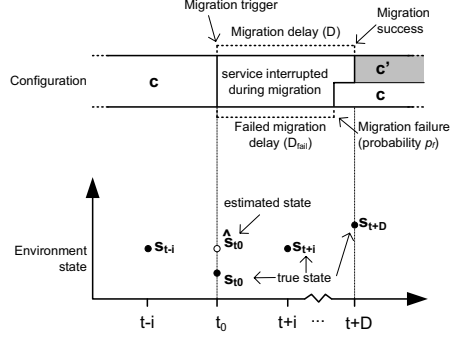 Migration trigger
Migration delay (D)
Migration
success
Configuration
c
service interrupted
during migration
c'
c
Failed migration
delay (Dfail)
Migration failure
(probability pf)
estimated state
Environment
state
st-i
ŝt0
st0
true state
st+i
st+D
t-i
t0
t+i
...
t+D